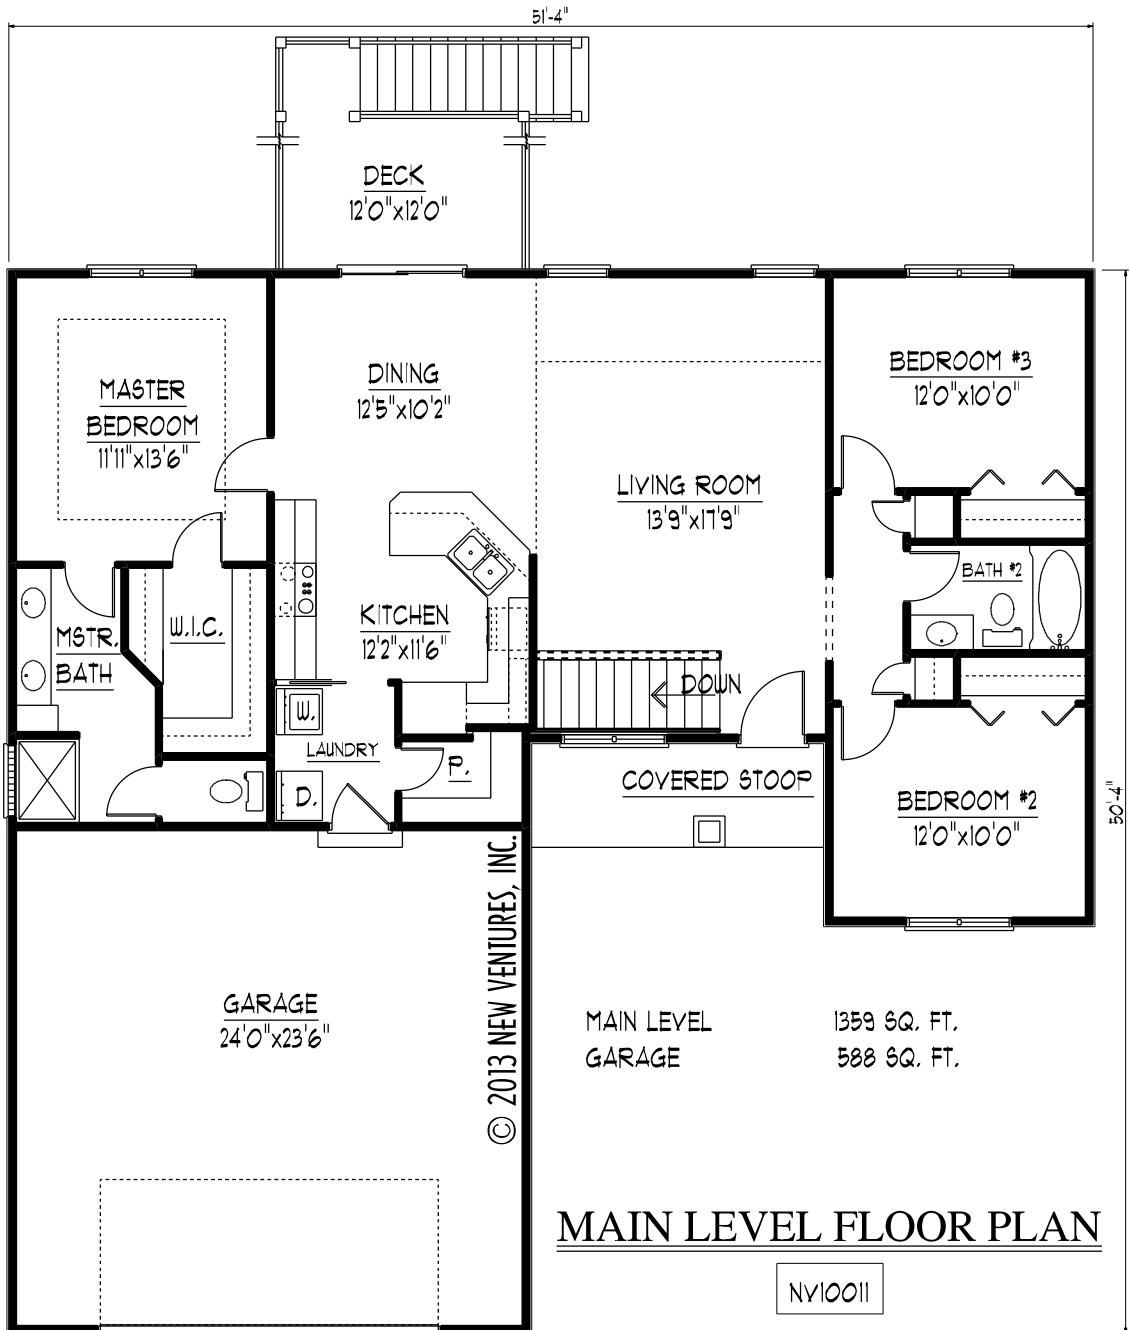 51'-4"
DECK
12'0"x12'0"
DINING
12'5"x10'2"
MASTER
BEDROOM
11'11"x13'6"
BEDROOM #3
12'0"x10'0"
LIVING ROOM
13'9"x17'9"
BATH #2
KITCHEN
12'2"x11'6"
W.I.C.
MSTR.
BATH
DOWN
W.
LAUNDRY
P.
D.
COVERED STOOP
BEDROOM #2
12'0"x10'0"
50'-4"
© 2013 NEW VENTURES, INC.
GARAGE
24'0"x23'6"
MAIN LEVEL 1359 SQ. FT.
GARAGE 588 SQ. FT.
MAIN LEVEL FLOOR PLAN
NV10011